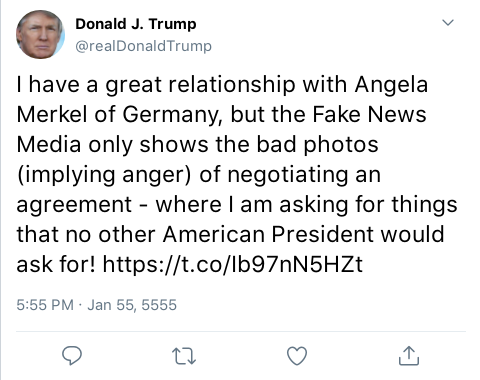 Donald J. Trump
@realDonaldTrump
I have a great relationship with Angela
Merkel of Germany, but the Fake News
Media only shows the bad photos
(implying anger) of negotiating an
agreement - where I am asking for things
that no other American President would
ask for! https://t.co/Ib97nN5HZt
5:55 PM · Jan 55, 5555